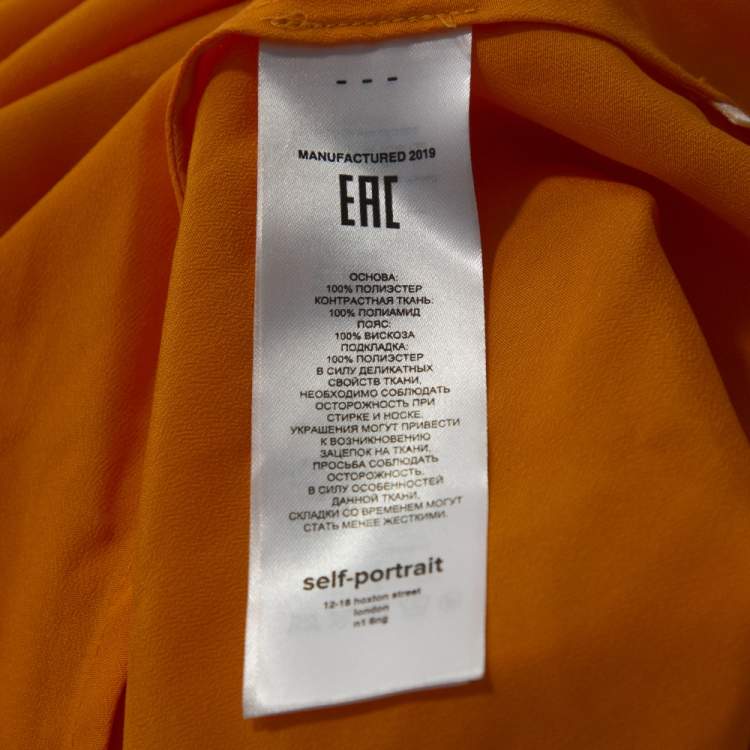 - - -
MANUFACTURED 2019
EAC
ОСНОВА:
100% ПОЛИЭСТЕР
КОНТРАСТНАЯ ТКАНЬ:
100% ПОЛИАМИД
ПОЯС:
100% ВИСКОЗА
ПОДКЛАДКА:
100% ПОЛИЭСТЕР
В СИЛУ ДЕЛИКАТНЫХ
СВОЙСТВ ТКАНИ,
НЕОБХОДИМО СОБЛЮДАТЬ
ОСТОРОЖНОСТЬ ПРИ
СТИРКЕ И НОСКЕ.
УКРАШЕНИЯ МОГУТ ПРИВЕСТИ
К ВОЗНИКНОВЕНИЮ
ЗАЦЕПОК НА ТКАНИ,
ПРОСЬБА СОБЛЮДАТЬ
ОСТОРОЖНОСТЬ.
В СИЛУ ОСОБЕННОСТЕЙ
ДАННОЙ ТКАНИ,
СКЛАДКИ СО ВРЕМЕНЕМ МОГУТ
СТАТЬ МЕНЕЕ ЖЕСТКИМИ.
self-portrait
12-18 hoxton street
london
n1 6ng